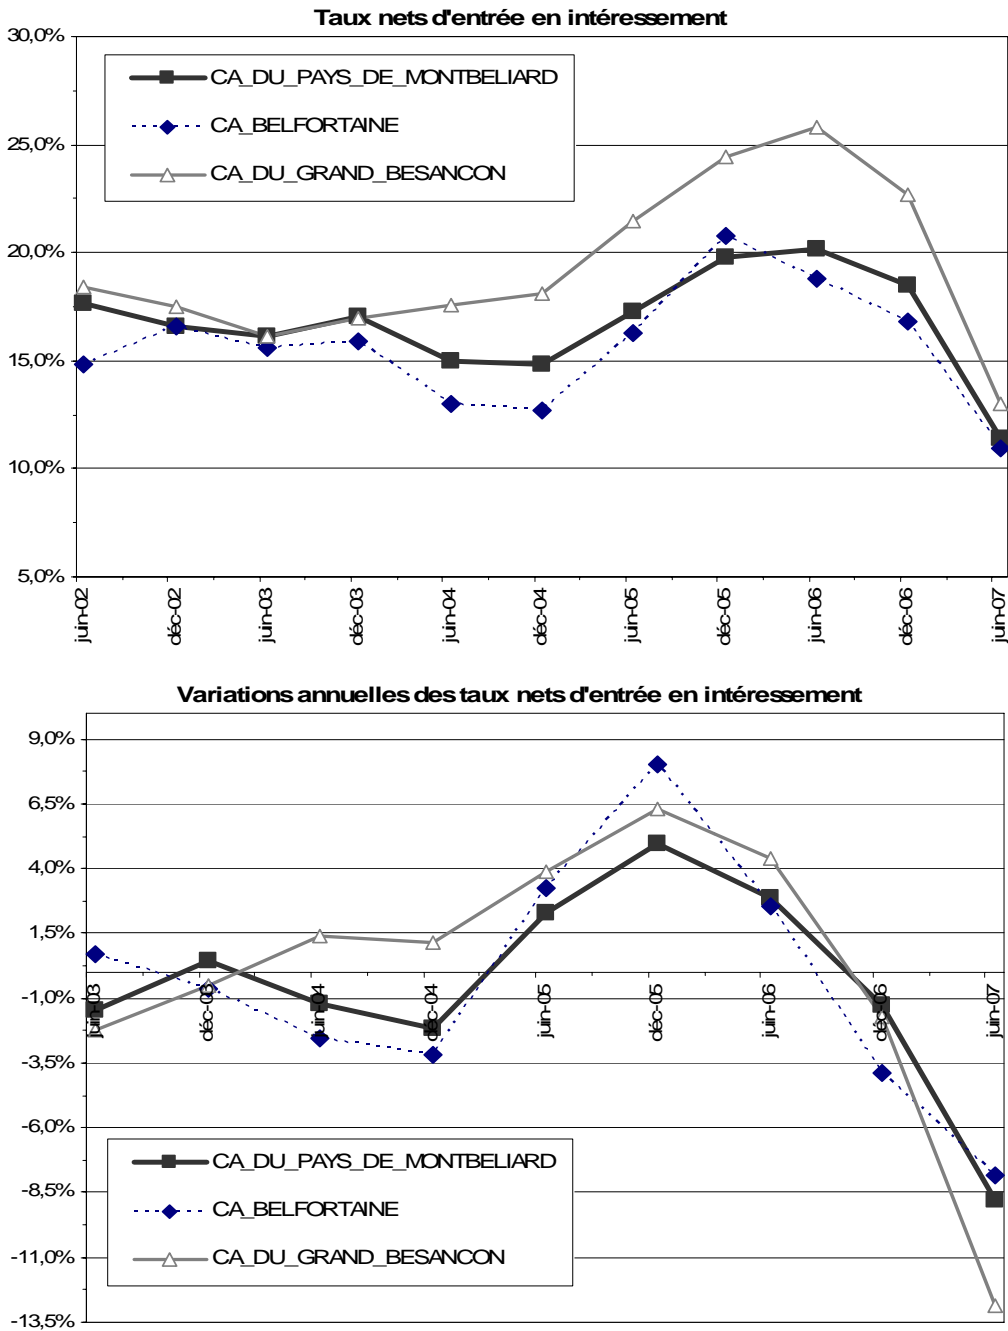 Taux nets d'entrée en intéressement
30,0%
25,0%
20,0%
15,0%
10,0%
5,0%
CA_DU_PAYS_DE_MONTBELIARD
CA_BELFORTAINE
CA_DU_GRAND_BESANCON
juin-02
déc-02
juin-03
déc-03
juin-04
déc-04
juin-05
déc-05
juin-06
déc-06
juin-07
Variations annuelles des taux nets d'entrée en intéressement
9,0%
6,5%
4,0%
1,5%
-1,0%
-3,5%
-6,0%
-8,5%
-11,0%
-13,5%
juin-03
déc-03
juin-04
déc-04
juin-05
déc-05
juin-06
déc-06
juin-07
CA_DU_PAYS_DE_MONTBELIARD
CA_BELFORTAINE
CA_DU_GRAND_BESANCON